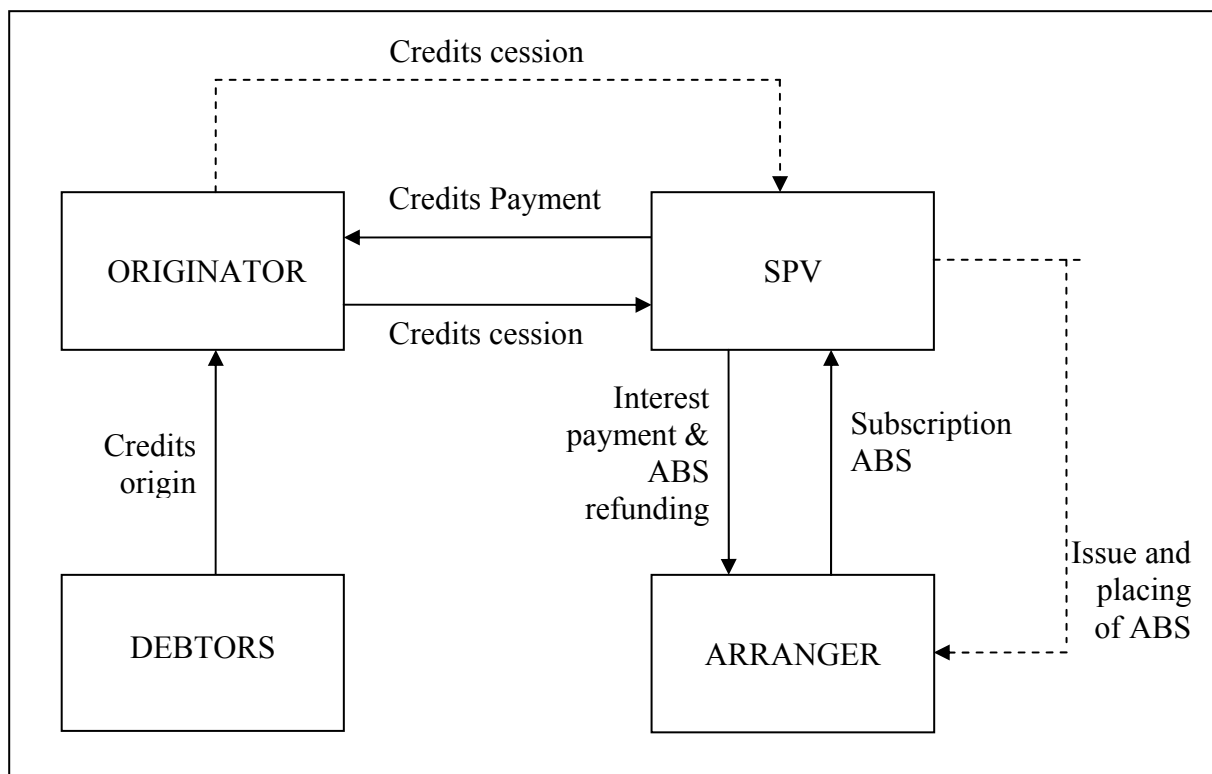 Credits cession
Credits Payment
ORIGINATOR
SPV
Credits cession
Interest
payment &
ABS
refunding
Subscription
ABS
Credits
origin
Issue and
placing
of ABS
DEBTORS
ARRANGER